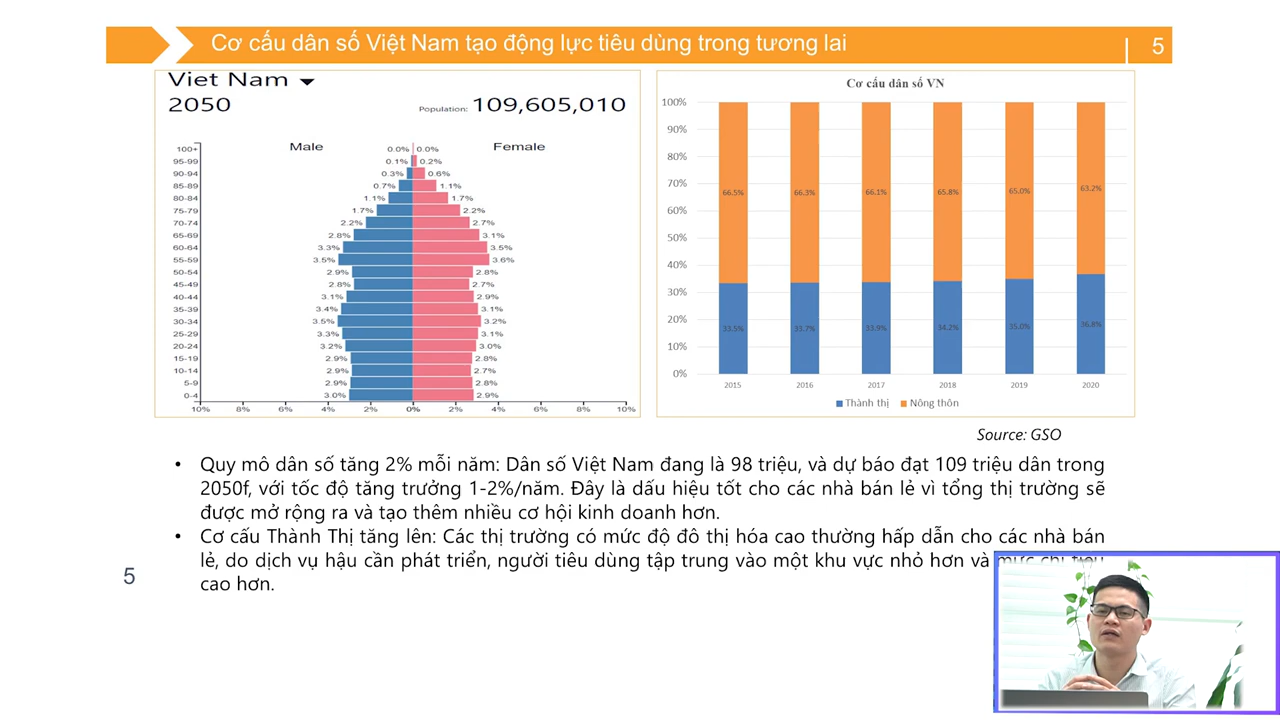 Cơ cấu dân số Việt Nam tạo động lực tiêu dùng trong tương lai
5
Viet Nam
2050
Population: 109,605,010
Male
Female
100+ 0.0% 0.0%
95-99 0.1% 0.2%
90-94 0.3% 0.6%
85-89 0.7% 1.1%
80-84 1.1% 1.7%
75-79 1.7% 2.2%
70-74 2.2% 2.7%
65-69 2.8% 3.1%
60-64 3.3% 3.5%
55-59 3.5% 3.6%
50-54 2.9% 2.8%
45-49 2.8% 2.7%
40-44 3.1% 2.9%
35-39 3.4% 3.1%
30-34 3.5% 3.2%
25-29 3.3% 3.1%
20-24 3.2% 3.0%
15-19 2.9% 2.8%
10-14 2.9% 2.7%
5-9 2.9% 2.8%
0-4 3.0% 2.9%
10% 8% 6% 4% 2% 0% 2% 4% 6% 8% 10%
Cơ cấu dân số VN
100%
90%
80%
70%
60%
50%
40%
30%
20%
10%
0%
66.5% 66.3% 66.1% 65.8% 65.0% 63.2%
33.5% 33.7% 33.9% 34.2% 35.0% 36.8%
2015 2016 2017 2018 2019 2020
Thành thị Nông thôn
Source: GSO
• Quy mô dân số tăng 2% mỗi năm: Dân số Việt Nam đang là 98 triệu, và dự báo đạt 109 triệu dân trong
2050f, với tốc độ tăng trưởng 1-2%/năm. Đây là dấu hiệu tốt cho các nhà bán lẻ vì tổng thị trường sẽ
được mở rộng ra và tạo thêm nhiều cơ hội kinh doanh hơn.
• Cơ cấu Thành Thị tăng lên: Các thị trường có mức độ đô thị hóa cao thường hấp dẫn cho các nhà bán
lẻ, do dịch vụ hậu cần phát triển, người tiêu dùng tập trung vào một khu vực nhỏ hơn và mức chi tiêu
cao hơn.
5